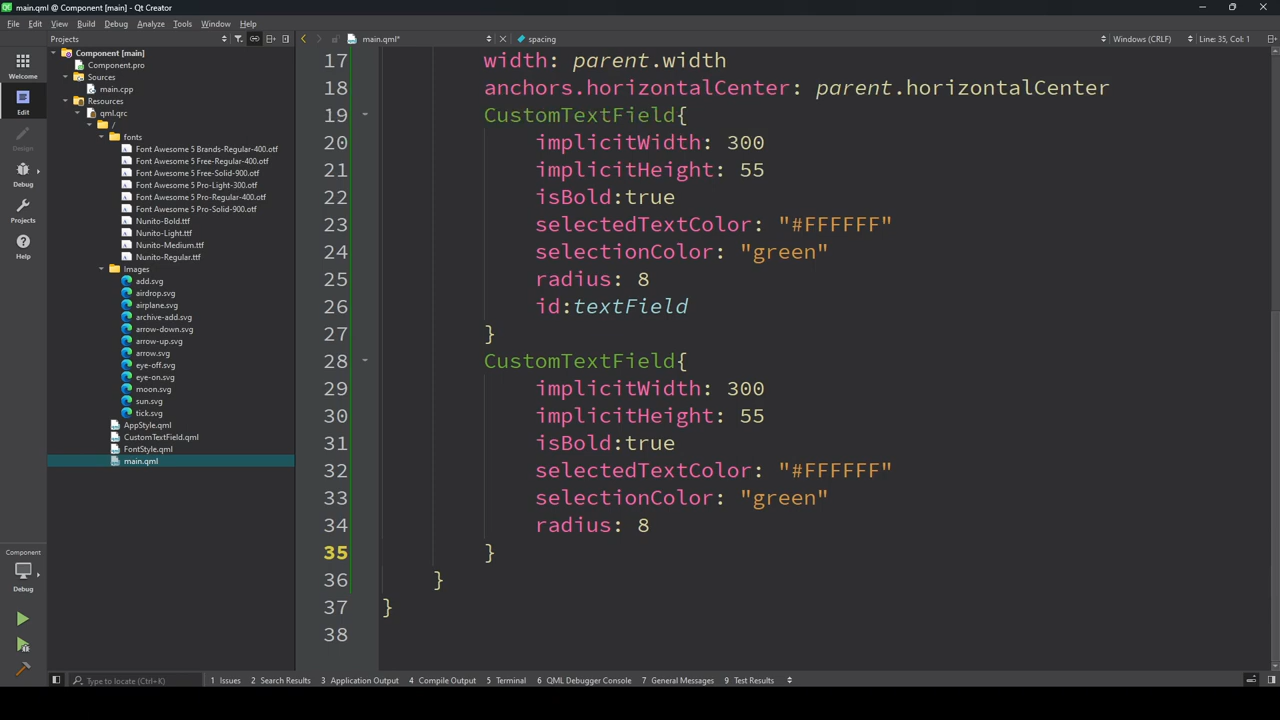 main.qml @ Component [main] - Qt Creator
File Edit View Build Debug Analyze Tools Window Help
Projects main.qml* spacing Windows (CRLF) Line: 35, Col: 1
Welcome
Edit
Design
Debug
Projects
Help
Component
Debug
Component [main]
Component.pro
Sources
main.cpp
Resources
qml.qrc
/
fonts
Font Awesome 5 Brands-Regular-400.otf
Font Awesome 5 Free-Regular-400.otf
Font Awesome 5 Free-Solid-900.otf
Font Awesome 5 Pro-Light-300.otf
Font Awesome 5 Pro-Regular-400.otf
Font Awesome 5 Pro-Solid-900.otf
Nunito-Bold.ttf
Nunito-Light.ttf
Nunito-Medium.ttf
Nunito-Regular.ttf
Images
add.svg
airdrop.svg
airplane.svg
archive-add.svg
arrow-down.svg
arrow-up.svg
arrow.svg
eye-off.svg
eye-on.svg
moon.svg
sun.svg
tick.svg
AppStyle.qml
CustomTextField.qml
FontStyle.qml
main.qml
17 width: parent.width
18 anchors.horizontalCenter: parent.horizontalCenter
19 CustomTextField{
20 implicitWidth: 300
21 implicitHeight: 55
22 isBold:true
23 selectedTextColor: "#FFFFFF"
24 selectionColor: "green"
25 radius: 8
26 id:textField
27 }
28 CustomTextField{
29 implicitWidth: 300
30 implicitHeight: 55
31 isBold:true
32 selectedTextColor: "#FFFFFF"
33 selectionColor: "green"
34 radius: 8
35 }
36 }
37 }
38
Type to locate (Ctrl+K) 1 Issues 2 Search Results 3 Application Output 4 Compile Output 5 Terminal 6 QML Debugger Console 7 General Messages 9 Test Results